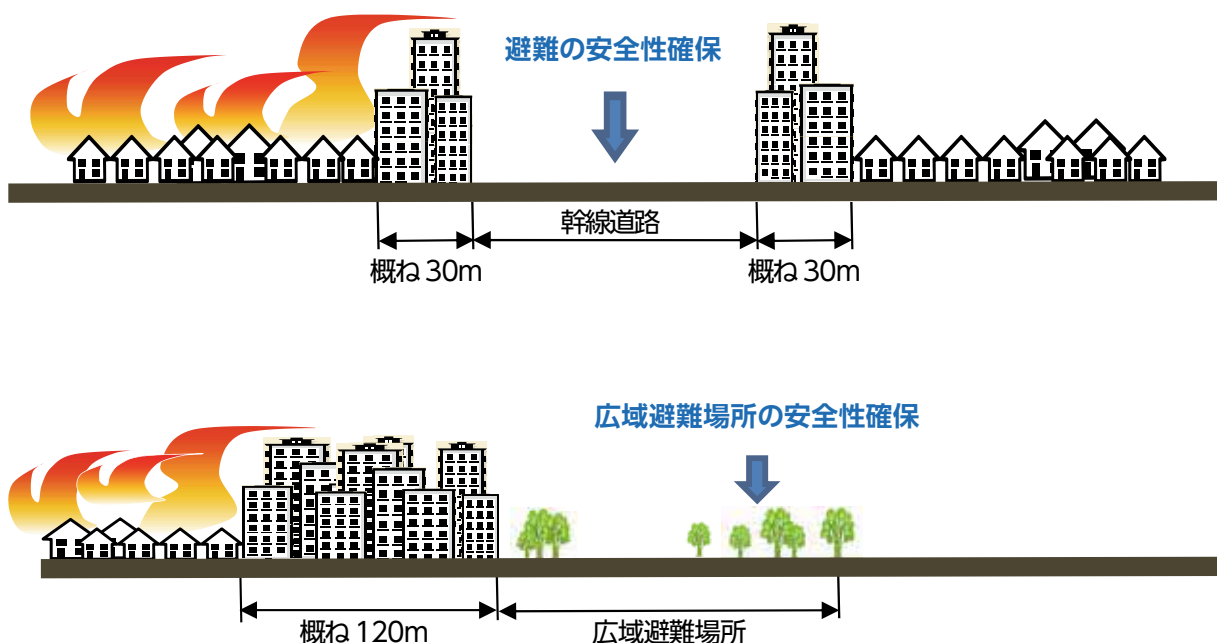 避難の安全性確保
幹線道路
概ね 30m
概ね 30m
広域避難場所の安全性確保
概ね 120m
広域避難場所